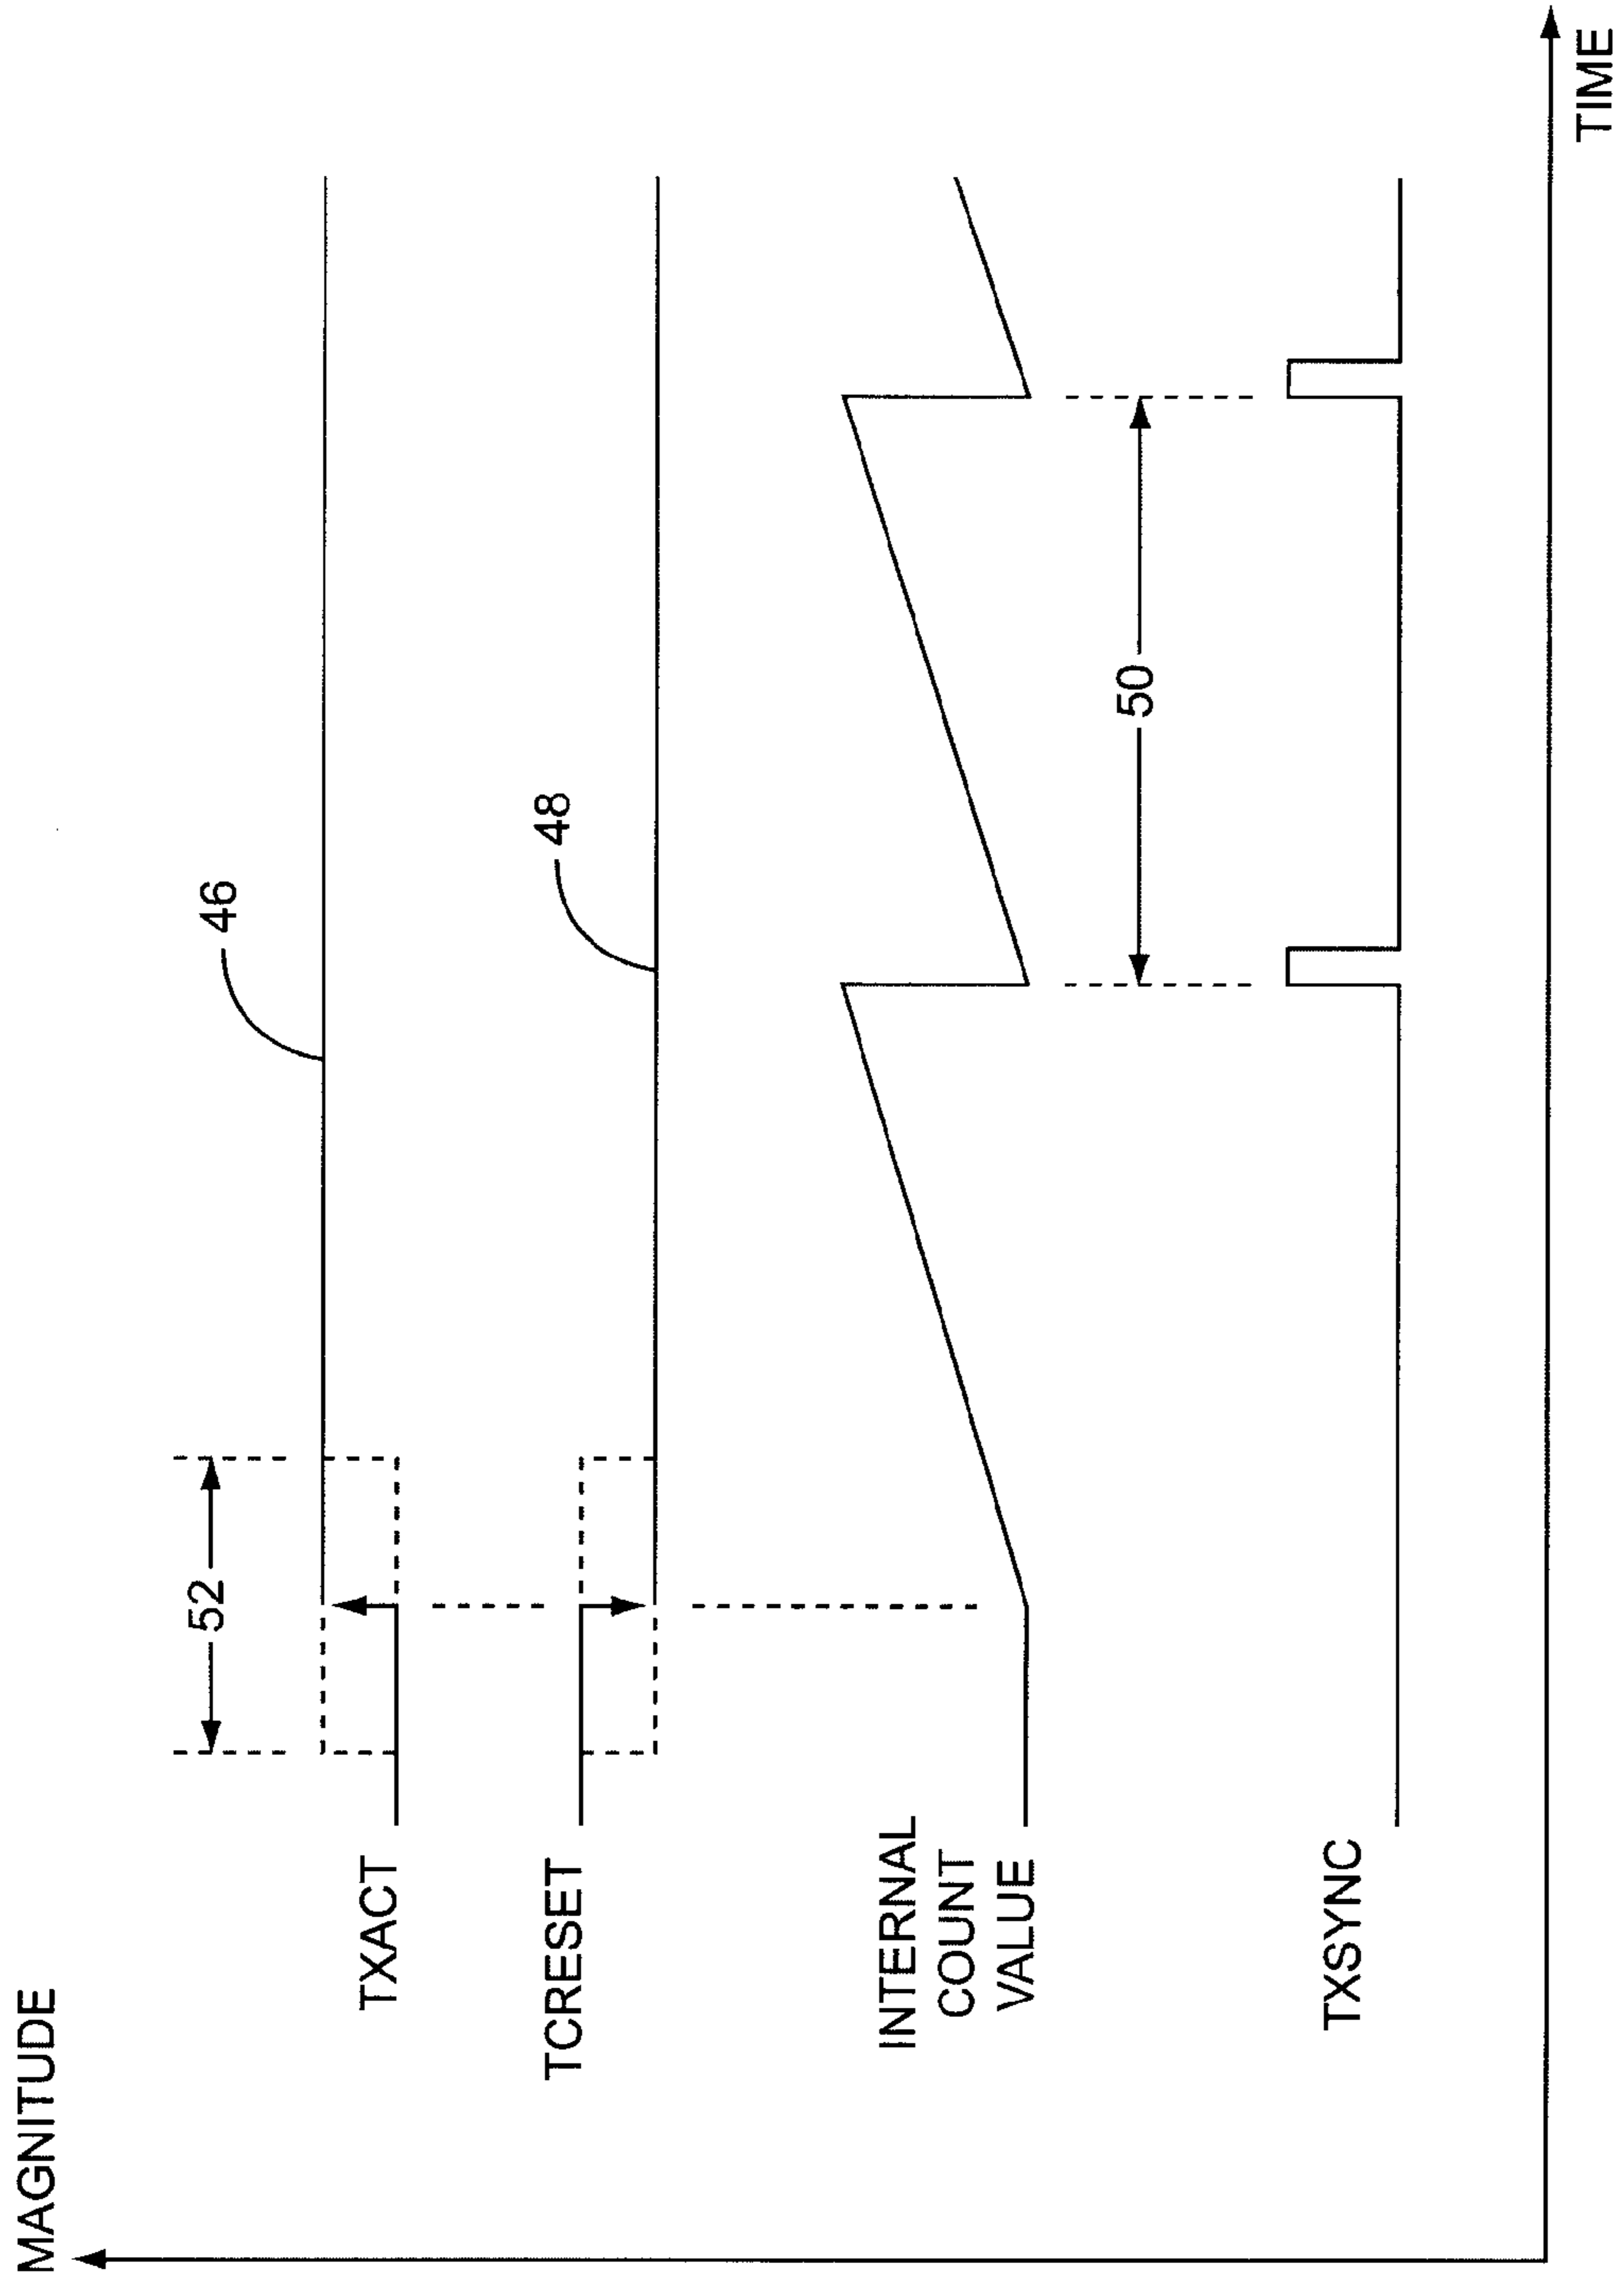 MAGNITUDE
52
46
TXACT
48
TCRESET
INTERNAL
COUNT
VALUE
50
TXSYNC
TIME